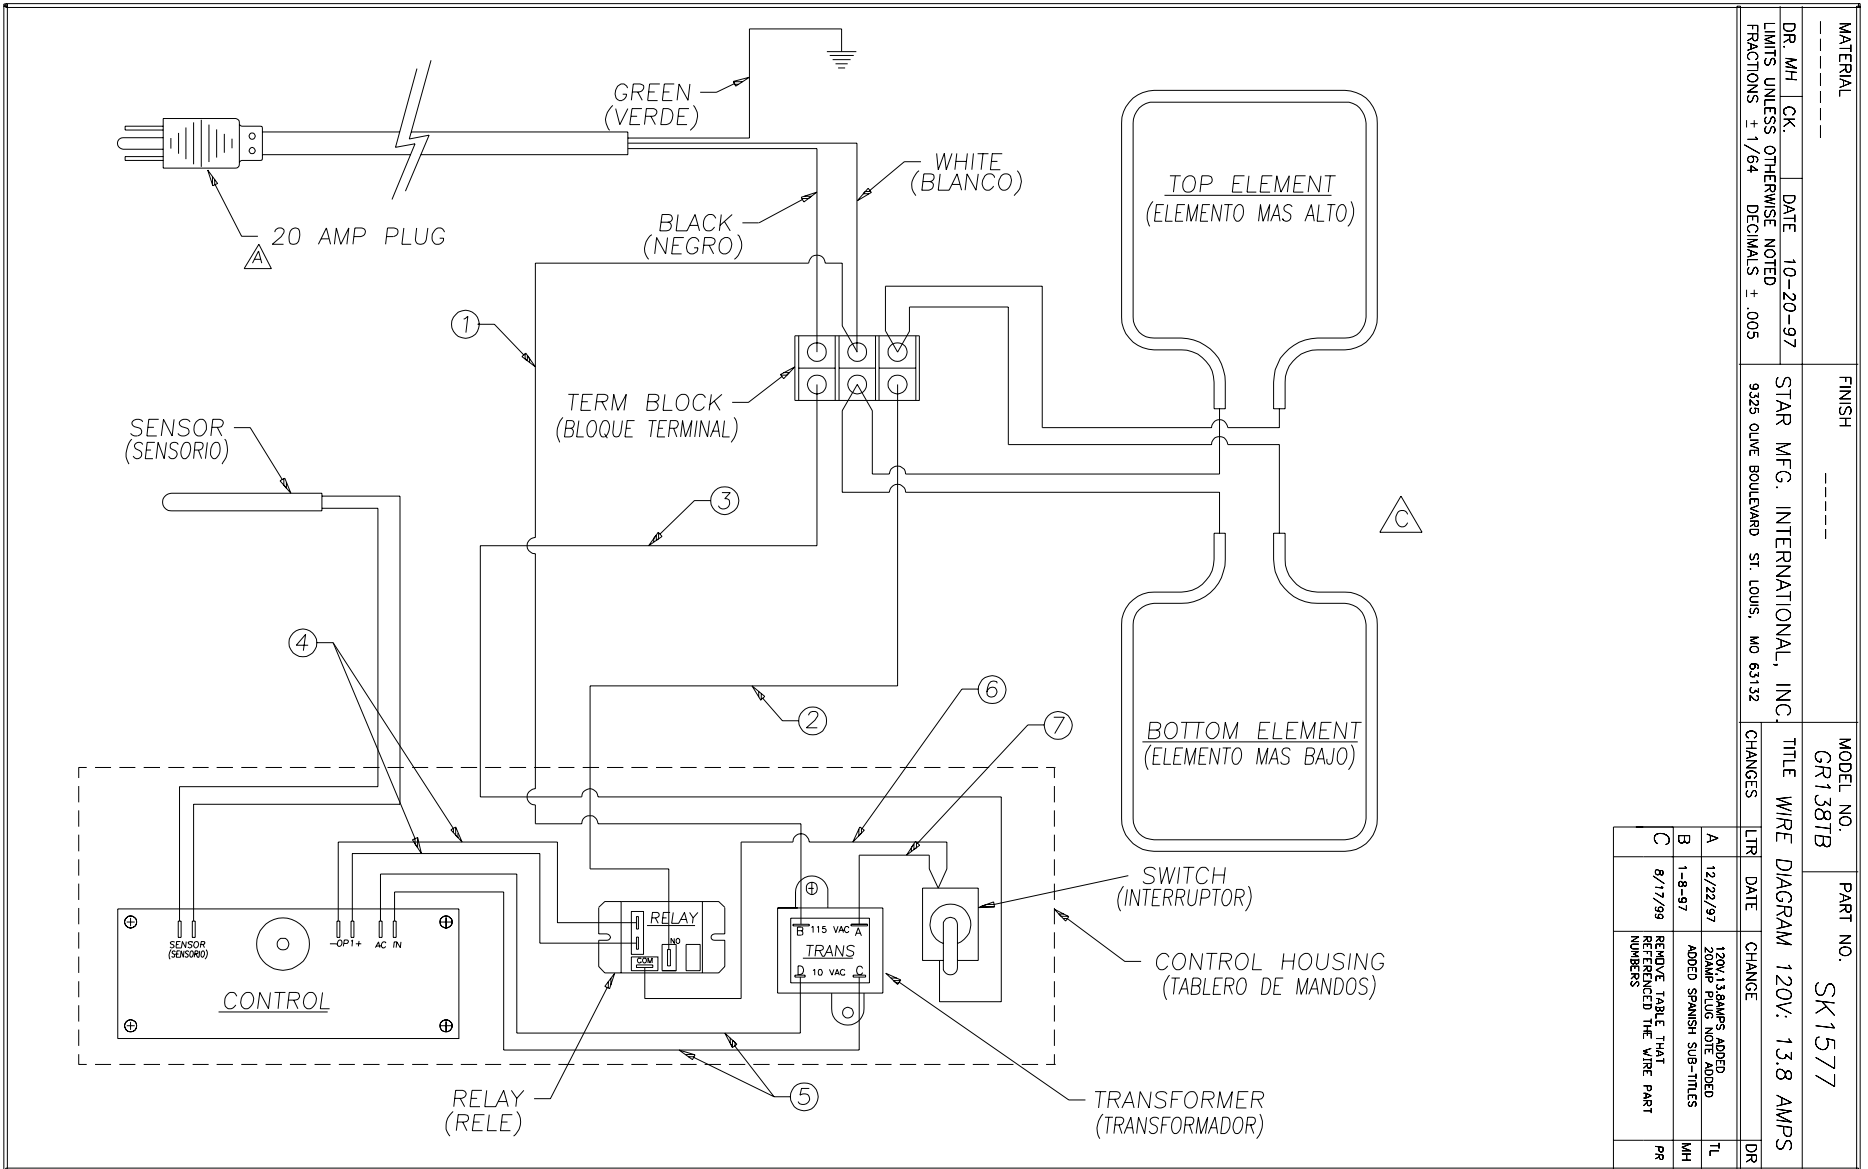 GREEN
(VERDE)
WHITE
(BLANCO)
BLACK
(NEGRO)
20 AMP PLUG
A
TOP ELEMENT
(ELEMENTO MAS ALTO)
1
TERM BLOCK
(BLOQUE TERMINAL)
SENSOR
(SENSORIO)
3
C
4
2
6
7
BOTTOM ELEMENT
(ELEMENTO MAS BAJO)
SWITCH
(INTERRUPTOR)
SENSOR
(SENSORIO)
-OP1+
AC IN
CONTROL
RELAY
NO
COM
B 115 VAC A
TRANS
D 10 VAC C
CONTROL HOUSING
(TABLERO DE MANDOS)
RELAY
(RELE)
5
TRANSFORMER
(TRANSFORMADOR)
MATERIAL
------
FINISH
-----
MODEL NO.
GR138TB
PART NO.
SK1577
DR. MH CK. DATE 10-20-97
LIMITS UNLESS OTHERWISE NOTED
FRACTIONS ± 1/64 DECIMALS ± .005
STAR MFG. INTERNATIONAL, INC.
9325 OLIVE BOULEVARD ST. LOUIS, MO 63132
TITLE WIRE DIAGRAM 120V: 13.8 AMPS
CHANGES LTR DATE CHANGE DR
A 12/22/97 120V,13.8AMPS ADDED
20AMP PLUG NOTE ADDED TL
B 1-8-97 ADDED SPANISH SUB-TITLES MH
C 8/17/99 REMOVE TABLE THAT
REFERENCED THE WIRE PART
NUMBERS PR